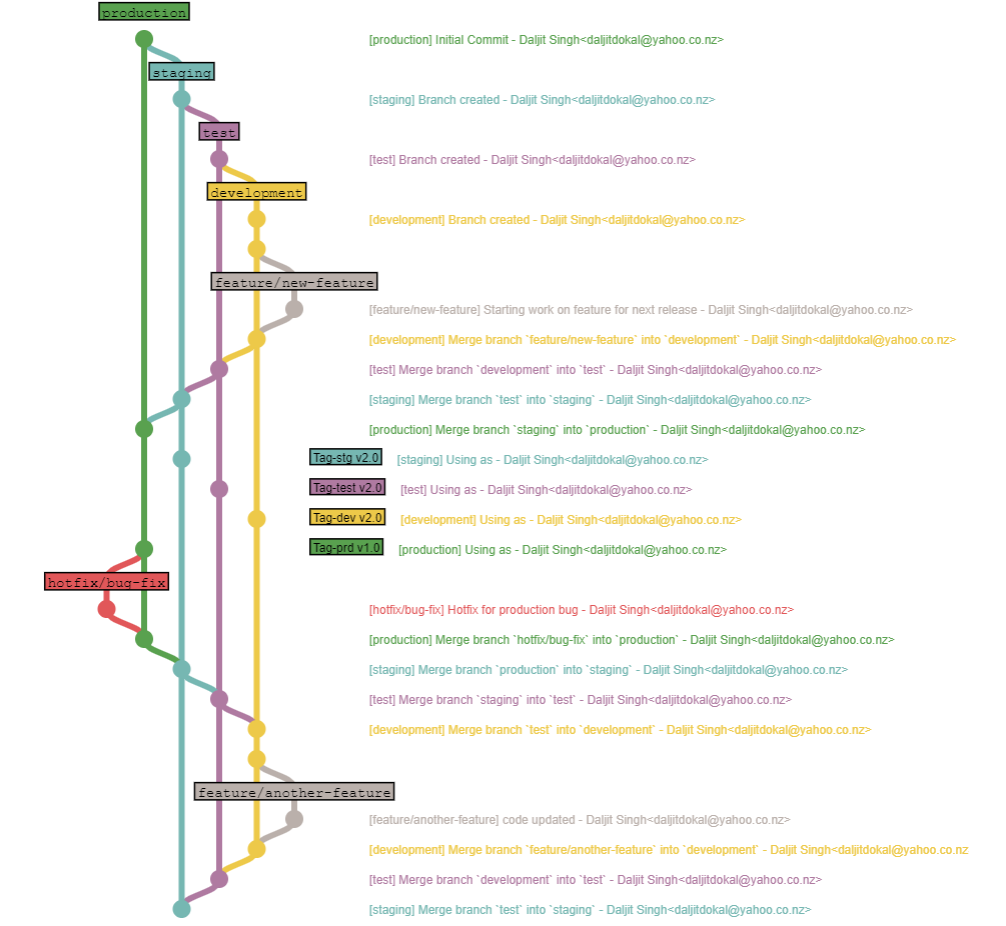 production
[production] Initial Commit - Daljit Singh<daljitdokal@yahoo.co.nz>
staging
[staging] Branch created - Daljit Singh<daljitdokal@yahoo.co.nz>
test
[test] Branch created - Daljit Singh<daljitdokal@yahoo.co.nz>
development
[development] Branch created - Daljit Singh<daljitdokal@yahoo.co.nz>
feature/new-feature
[feature/new-feature] Starting work on feature for next release - Daljit Singh<daljitdokal@yahoo.co.nz>
[development] Merge branch `feature/new-feature` into `development` - Daljit Singh<daljitdokal@yahoo.co.nz>
[test] Merge branch `development` into `test` - Daljit Singh<daljitdokal@yahoo.co.nz>
[staging] Merge branch `test` into `staging` - Daljit Singh<daljitdokal@yahoo.co.nz>
[production] Merge branch `staging` into `production` - Daljit Singh<daljitdokal@yahoo.co.nz>
Tag-stg v2.0 [staging] Using as - Daljit Singh<daljitdokal@yahoo.co.nz>
Tag-test v2.0 [test] Using as - Daljit Singh<daljitdokal@yahoo.co.nz>
Tag-dev v2.0 [development] Using as - Daljit Singh<daljitdokal@yahoo.co.nz>
Tag-prd v1.0 [production] Using as - Daljit Singh<daljitdokal@yahoo.co.nz>
hotfix/bug-fix
[hotfix/bug-fix] Hotfix for production bug - Daljit Singh<daljitdokal@yahoo.co.nz>
[production] Merge branch `hotfix/bug-fix` into `production` - Daljit Singh<daljitdokal@yahoo.co.nz>
[staging] Merge branch `production` into `staging` - Daljit Singh<daljitdokal@yahoo.co.nz>
[test] Merge branch `staging` into `test` - Daljit Singh<daljitdokal@yahoo.co.nz>
[development] Merge branch `test` into `development` - Daljit Singh<daljitdokal@yahoo.co.nz>
feature/another-feature
[feature/another-feature] code updated - Daljit Singh<daljitdokal@yahoo.co.nz>
[development] Merge branch `feature/another-feature` into `development` - Daljit Singh<daljitdokal@yahoo.co.nz
[test] Merge branch `development` into `test` - Daljit Singh<daljitdokal@yahoo.co.nz>
[staging] Merge branch `test` into `staging` - Daljit Singh<daljitdokal@yahoo.co.nz>